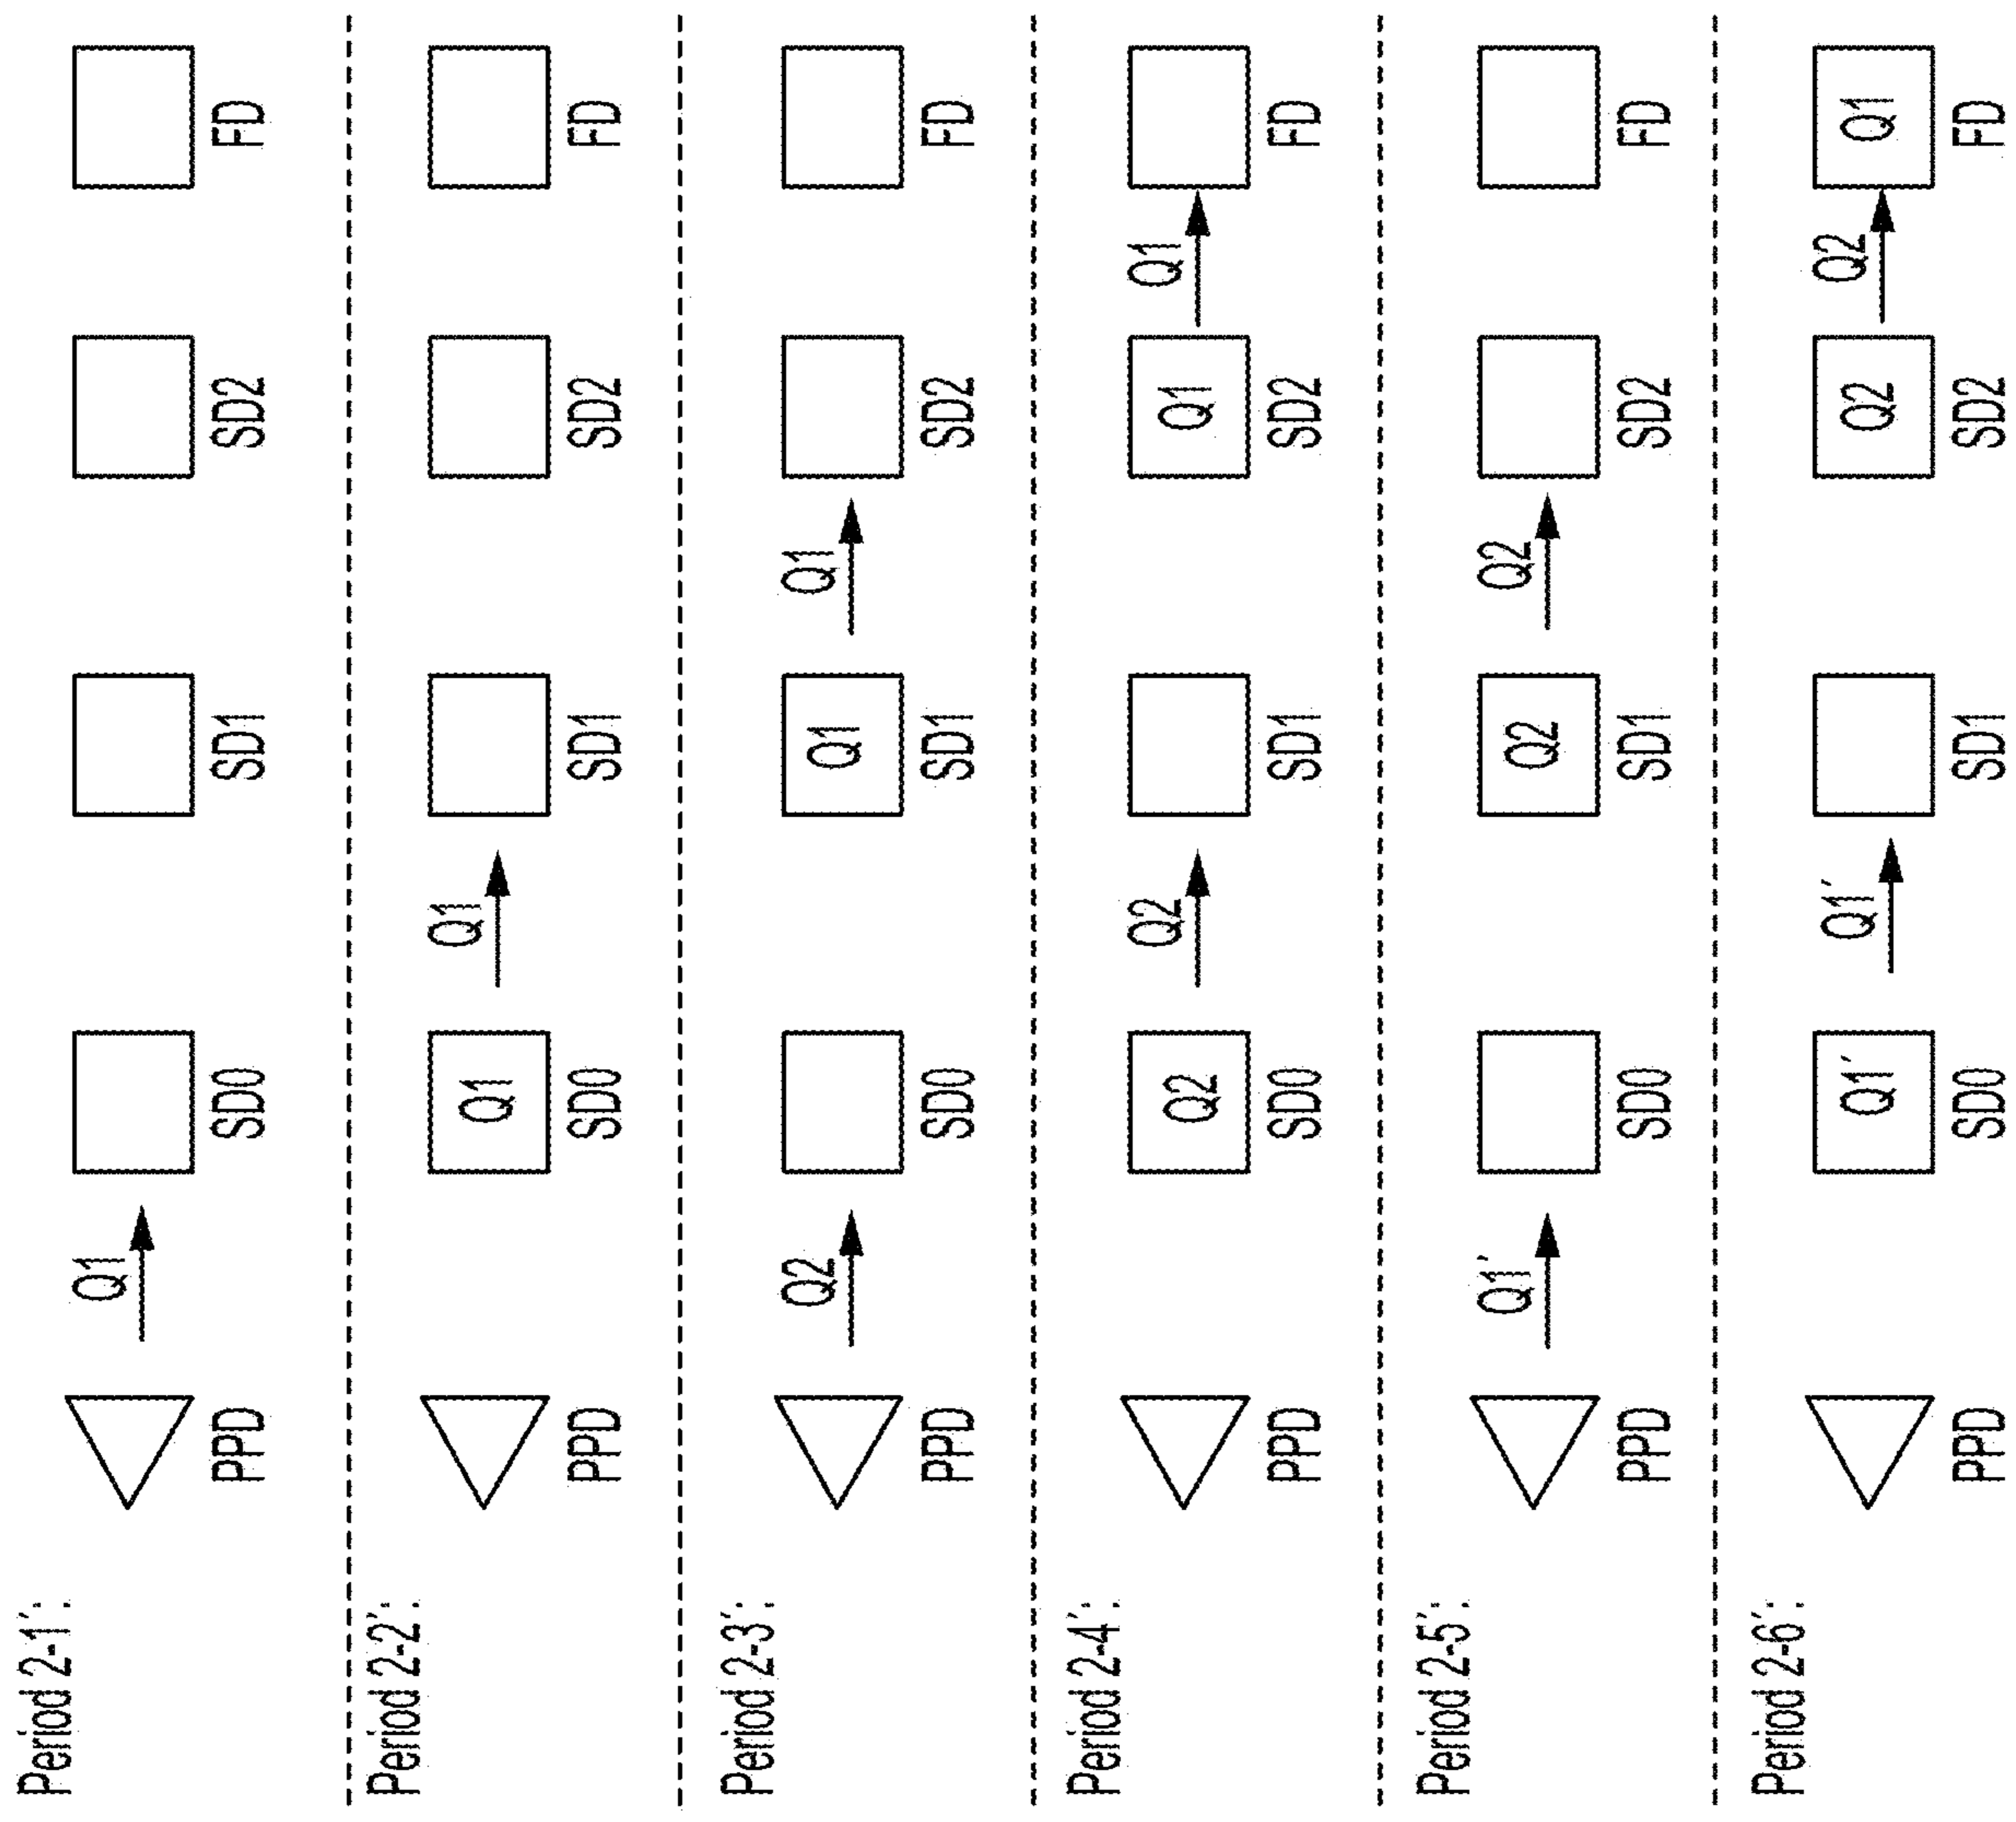 Period 2-1´:
Q1
PPD SD0 SD1 SD2 FD
Period 2-2´:
Q1 Q1
PPD SD0 SD1 SD2 FD
Period 2-3´:
Q2 Q1 Q1
PPD SD0 SD1 SD2 FD
Period 2-4´:
Q2 Q2 Q1 Q1
PPD SD0 SD1 SD2 FD
Period 2-5´:
Q1´ Q2 Q2
PPD SD0 SD1 SD2 FD
Period 2-6´:
Q1´ Q1´ Q2 Q2 Q1
PPD SD0 SD1 SD2 FD